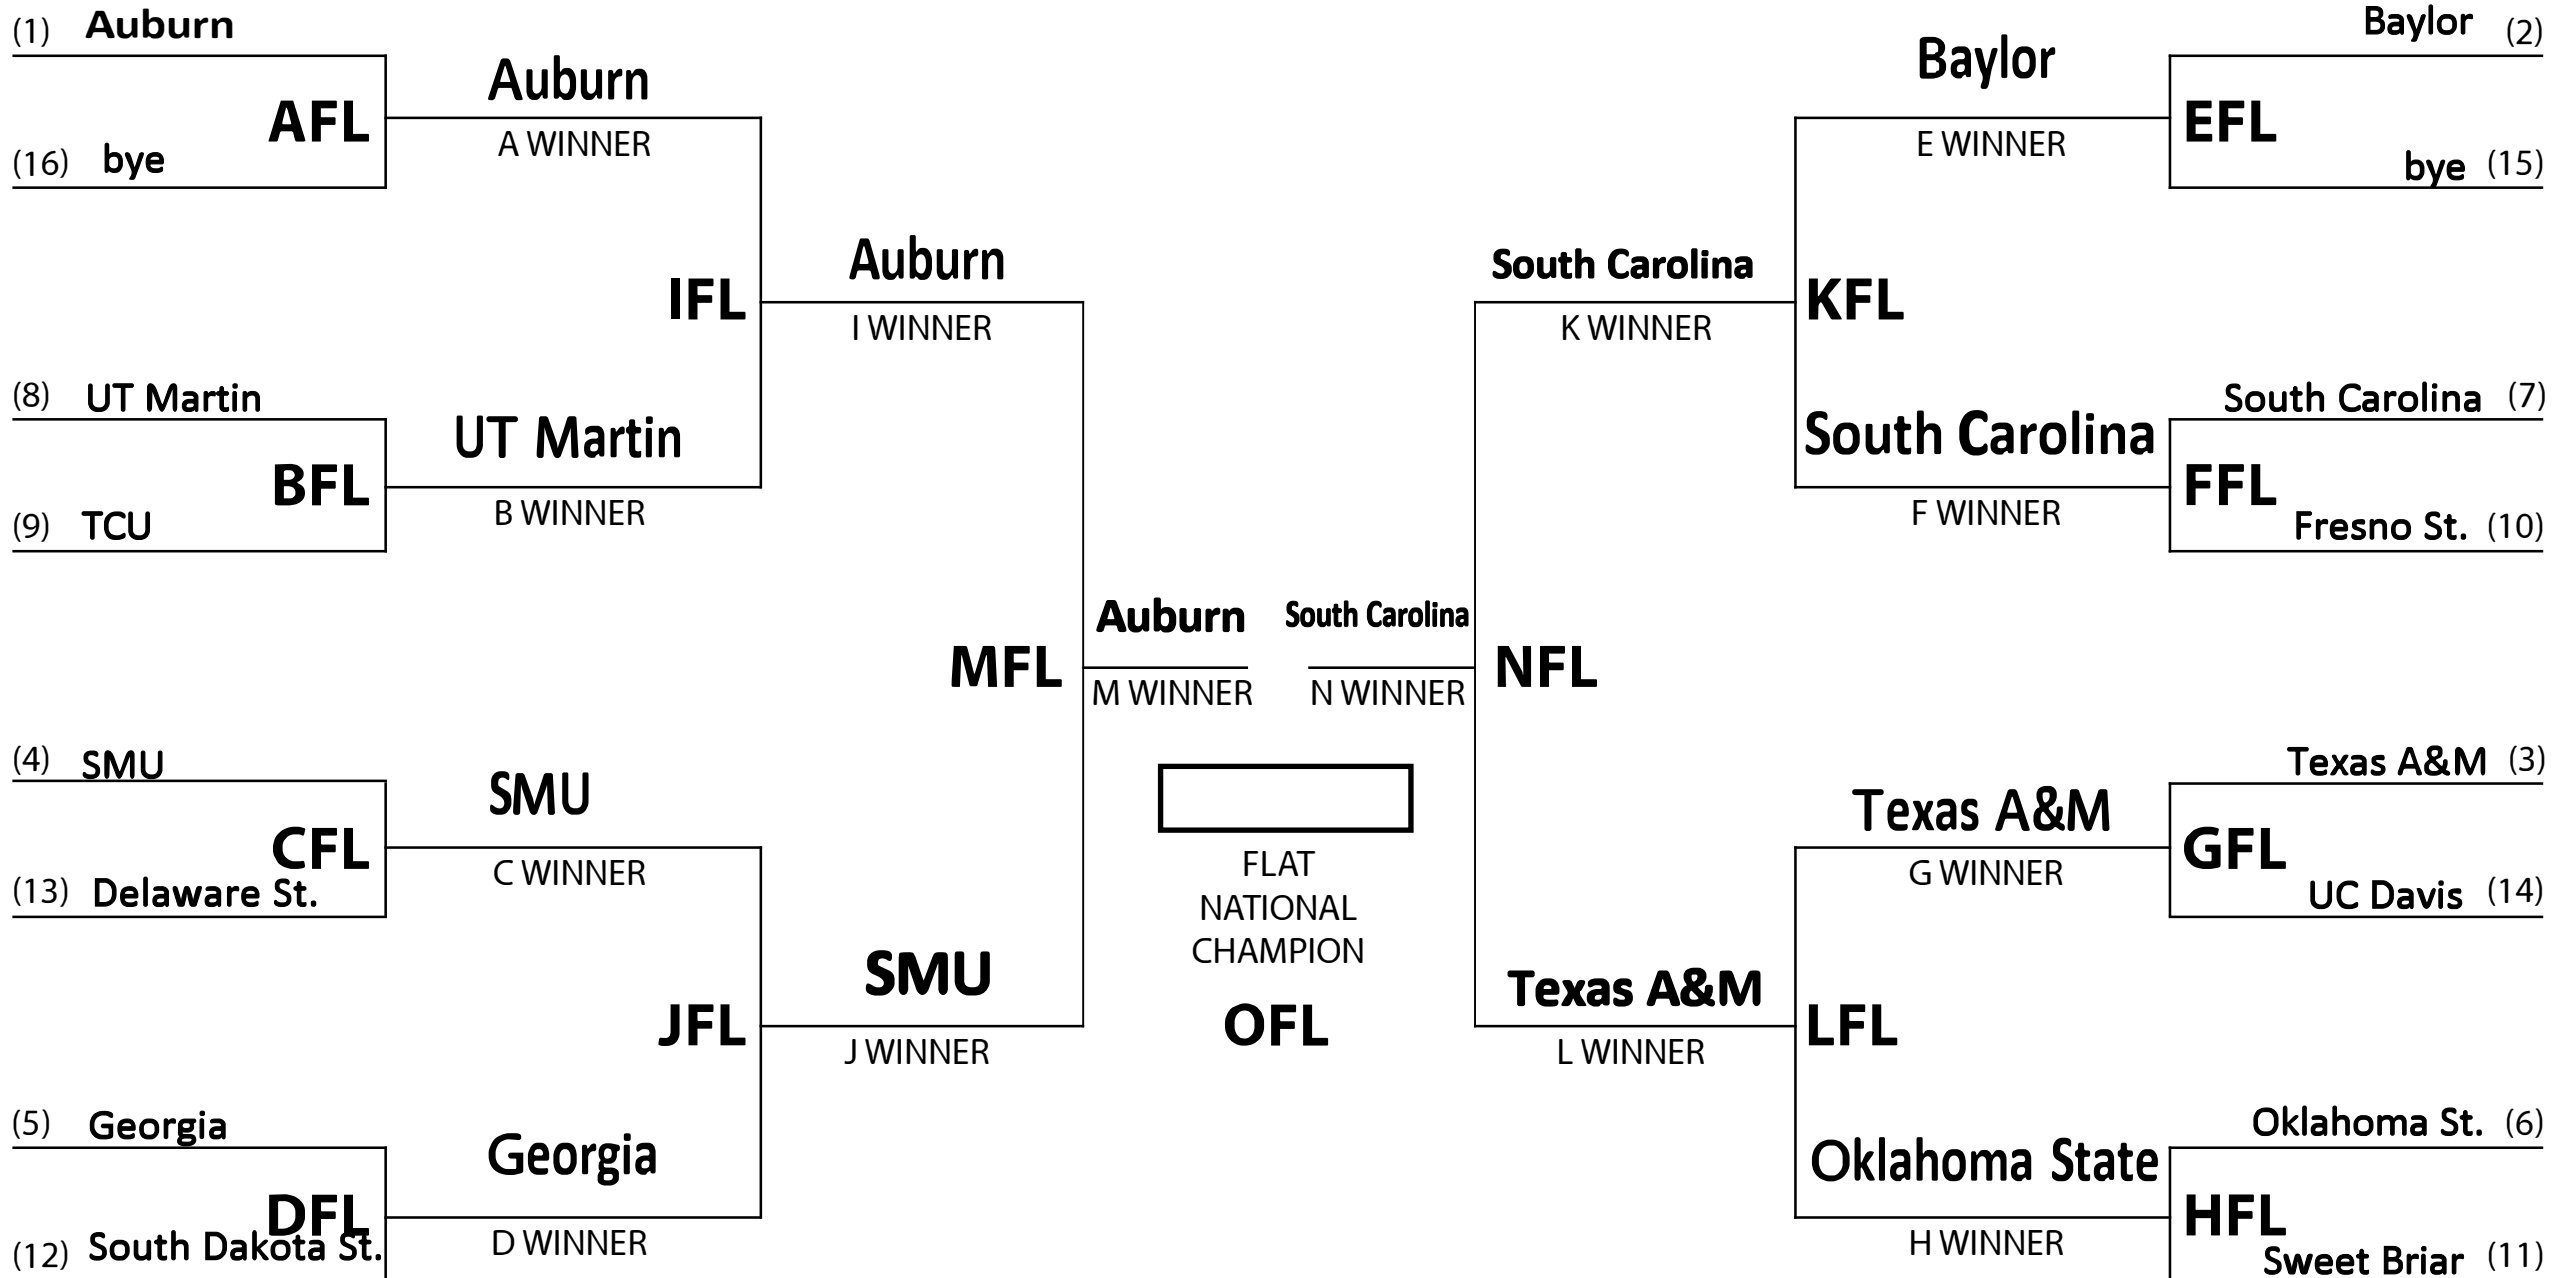 (1) Auburn
AFL
(16) bye
Auburn
A WINNER
(8) UT Martin
BFL
(9) TCU
UT Martin
B WINNER
IFL
Auburn
I WINNER
(4) SMU
CFL
(13) Delaware St.
SMU
C WINNER
(5) Georgia
DFL
(12) South Dakota St.
Georgia
D WINNER
JFL
SMU
J WINNER
MFL
Auburn
M WINNER
South Carolina
N WINNER
NFL
FLAT
NATIONAL
CHAMPION
OFL
South Carolina
K WINNER
KFL
Baylor
E WINNER
Baylor (2)
EFL
bye (15)
South Carolina
F WINNER
South Carolina (7)
FFL
Fresno St. (10)
Texas A&M
L WINNER
LFL
Texas A&M
G WINNER
Texas A&M (3)
GFL
UC Davis (14)
Oklahoma State
H WINNER
Oklahoma St. (6)
HFL
Sweet Briar (11)